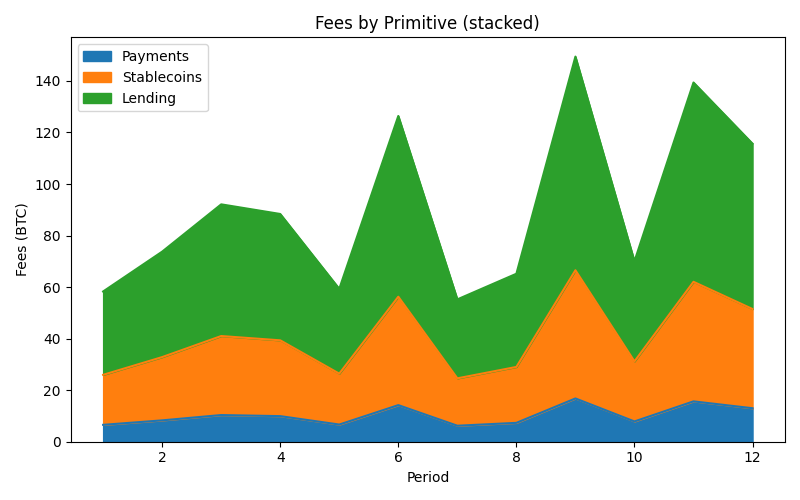 Fees by Primitive (stacked)
Payments
Stablecoins
Lending
Fees (BTC)
140
120
100
80
60
40
20
0
2 4 6 8 10 12
Period